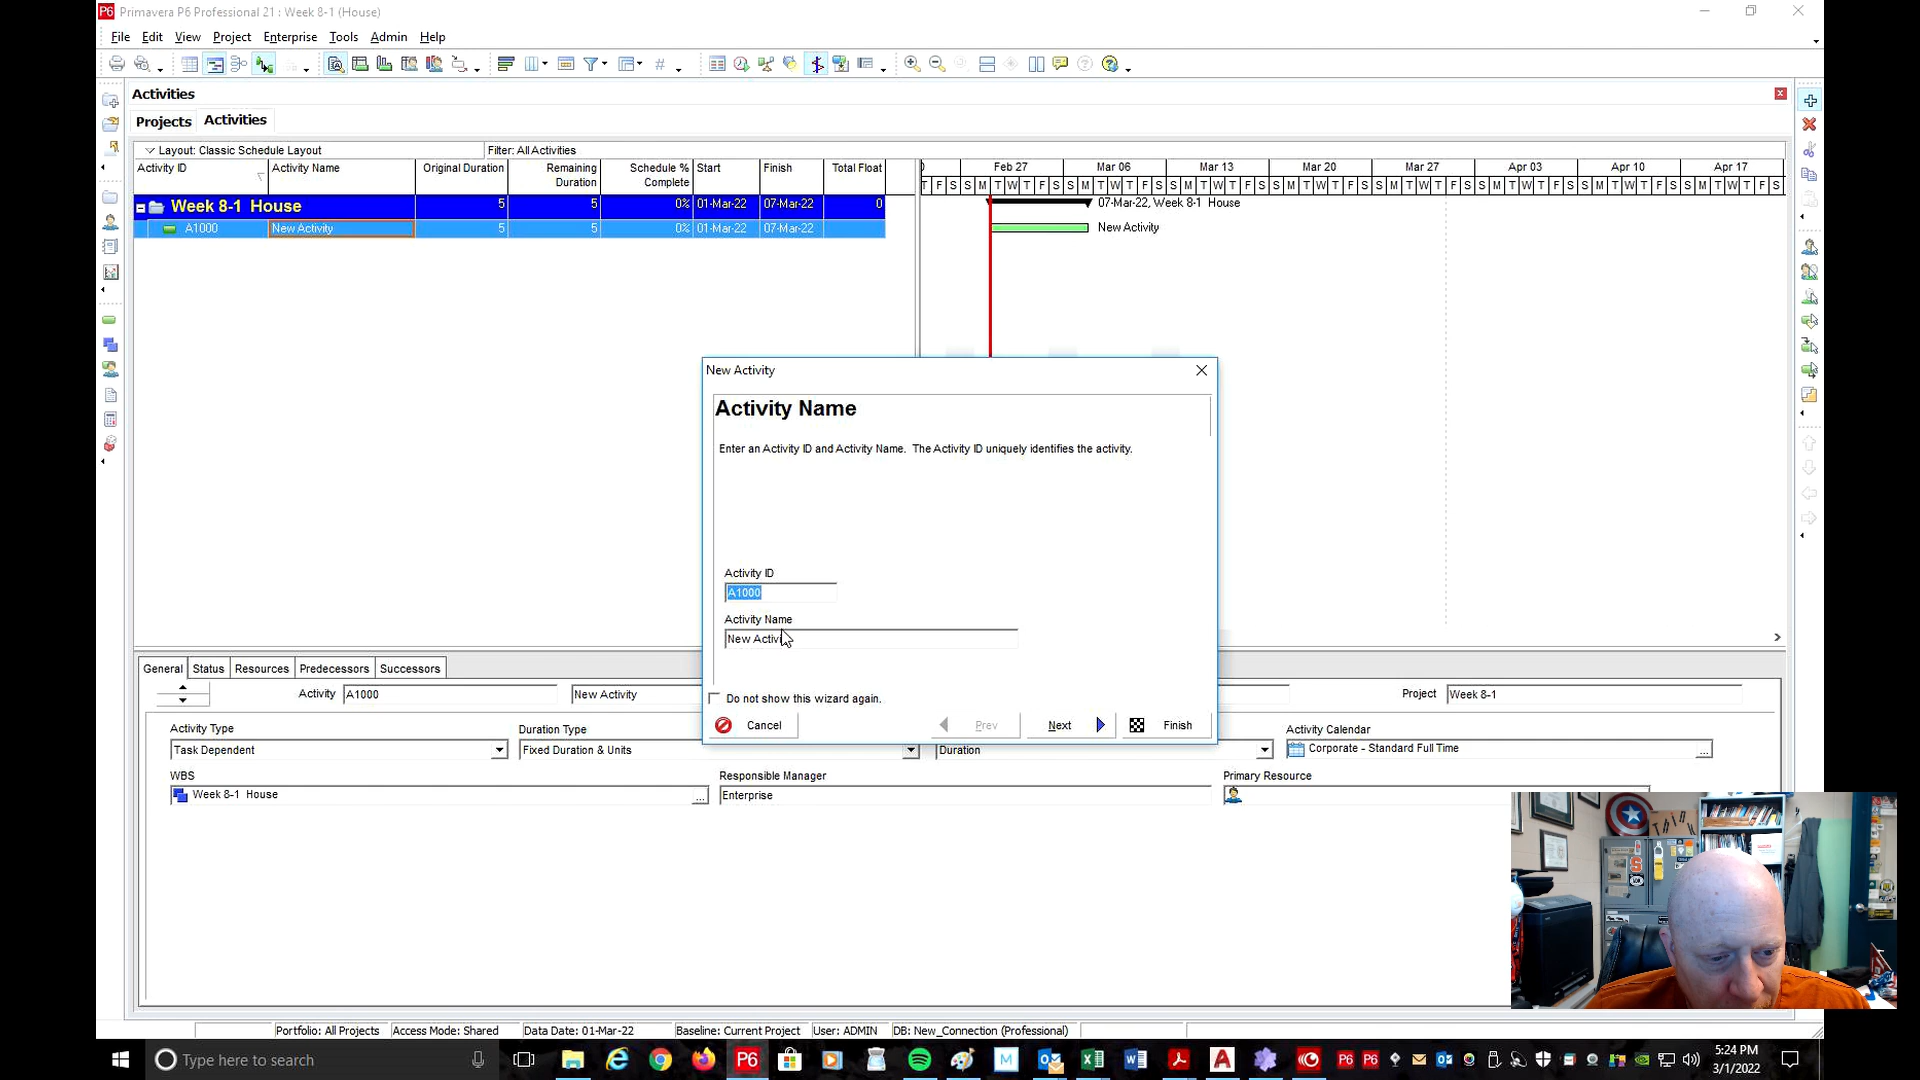 P6 Primavera P6 Professional 21 : Week 8-1 (House)
File Edit View Project Enterprise Tools Admin Help
Activities
Projects Activities
Layout: Classic Schedule Layout Filter: All Activities
Activity ID Activity Name Original Duration Remaining Duration Schedule % Complete Start Finish Total Float
Feb 27 Mar 06 Mar 13 Mar 20 Mar 27 Apr 03 Apr 10 Apr 17
T F S S M T W T F S S M T W T F S S M T W T F S S M T W T F S S M T W T F S S M T W T F S S M T W T F S S M T W T F S
Week 8-1 House 5 5 0% 01-Mar-22 07-Mar-22 0
07-Mar-22, Week 8-1 House
A1000 New Activity 5 5 0% 01-Mar-22 07-Mar-22
New Activity
New Activity
Activity Name
Enter an Activity ID and Activity Name. The Activity ID uniquely identifies the activity.
Activity ID
A1000
Activity Name
New Activi
Do not show this wizard again.
Cancel Prev Next Finish
General Status Resources Predecessors Successors
Activity A1000 New Activity Project Week 8-1
Activity Type Duration Type Activity Calendar
Task Dependent Fixed Duration & Units Duration Corporate - Standard Full Time
WBS Responsible Manager Primary Resource
Week 8-1 House Enterprise
THINK
Portfolio: All Projects Access Mode: Shared Data Date: 01-Mar-22 Baseline: Current Project User: ADMIN DB: New_Connection (Professional)
Type here to search
P6
M
P6 P6
5:24 PM
3/1/2022